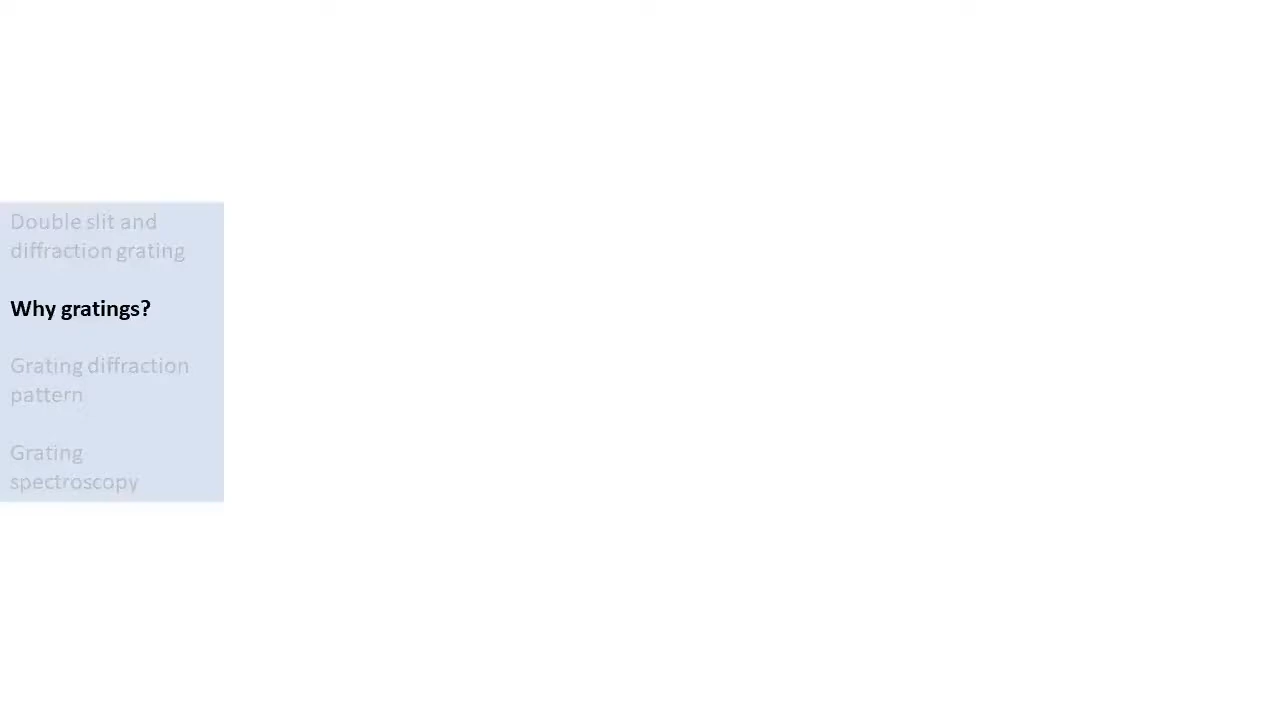 Double slit and
diffraction grating
Why gratings?
Grating diffraction
pattern
Grating
spectroscopy